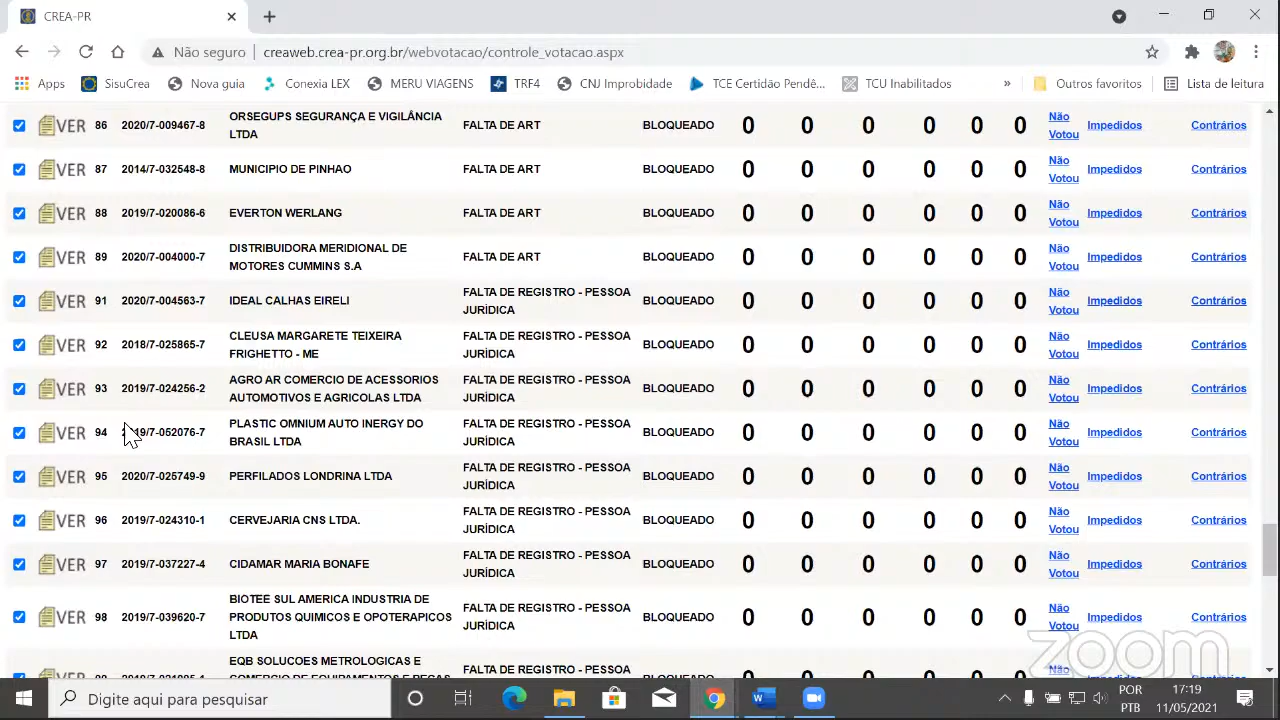 CREA-PR
Não seguro | creaweb.crea-pr.org.br/webvotacao/controle_votacao.aspx
Apps SisuCrea Nova guia Conexia LEX MERU VIAGENS TRF4 CNJ Improbidade TCE Certidão Pendê... TCU Inabilitados » Outros favoritos Lista de leitura
VER 86 2020/7-009467-8 ORSEGUPS SEGURANÇA E VIGILÂNCIA FALTA DE ART BLOQUEADO 0 0 0 0 0 0 Não Impedidos Contrários
LTDA Votou
VER 87 2014/7-032548-8 MUNICIPIO DE PINHAO FALTA DE ART BLOQUEADO 0 0 0 0 0 0 Não Impedidos Contrários
Votou
VER 88 2019/7-020086-6 EVERTON WERLANG FALTA DE ART BLOQUEADO 0 0 0 0 0 0 Não Impedidos Contrários
Votou
VER 89 2020/7-004000-7 DISTRIBUIDORA MERIDIONAL DE FALTA DE ART BLOQUEADO 0 0 0 0 0 0 Não Impedidos Contrários
MOTORES CUMMINS S.A Votou
VER 91 2020/7-004563-7 IDEAL CALHAS EIRELI FALTA DE REGISTRO - PESSOA BLOQUEADO 0 0 0 0 0 0 Não Impedidos Contrários
JURÍDICA Votou
VER 92 2018/7-025865-7 CLEUSA MARGARETE TEIXEIRA FALTA DE REGISTRO - PESSOA BLOQUEADO 0 0 0 0 0 0 Não Impedidos Contrários
FRIGHETTO - ME JURÍDICA Votou
VER 93 2019/7-024256-2 AGRO AR COMERCIO DE ACESSORIOS FALTA DE REGISTRO - PESSOA BLOQUEADO 0 0 0 0 0 0 Não Impedidos Contrários
AUTOMOTIVOS E AGRICOLAS LTDA JURÍDICA Votou
VER 94 19/7-052076-7 PLASTIC OMNIUM AUTO INERGY DO FALTA DE REGISTRO - PESSOA BLOQUEADO 0 0 0 0 0 0 Não Impedidos Contrários
BRASIL LTDA JURÍDICA Votou
VER 95 2020/7-025749-9 PERFILADOS LONDRINA LTDA FALTA DE REGISTRO - PESSOA BLOQUEADO 0 0 0 0 0 0 Não Impedidos Contrários
JURÍDICA Votou
VER 96 2019/7-024310-1 CERVEJARIA CNS LTDA. FALTA DE REGISTRO - PESSOA BLOQUEADO 0 0 0 0 0 0 Não Impedidos Contrários
JURÍDICA Votou
VER 97 2019/7-037227-4 CIDAMAR MARIA BONAFE FALTA DE REGISTRO - PESSOA BLOQUEADO 0 0 0 0 0 0 Não Impedidos Contrários
JURÍDICA Votou
VER 98 2019/7-039620-7 BIOTEE SUL AMERICA INDUSTRIA DE FALTA DE REGISTRO - PESSOA BLOQUEADO 0 0 0 0 0 0 Não Impedidos Contrários
PRODUTOS QUIMICOS E OPOTERAPICOS JURÍDICA Votou
LTDA
EQB SOLUCOES METROLOGICAS E FALTA DE REGISTRO - PESSOA Não
zoom
Digite aqui para pesquisar POR 17:19
PTB 11/05/2021